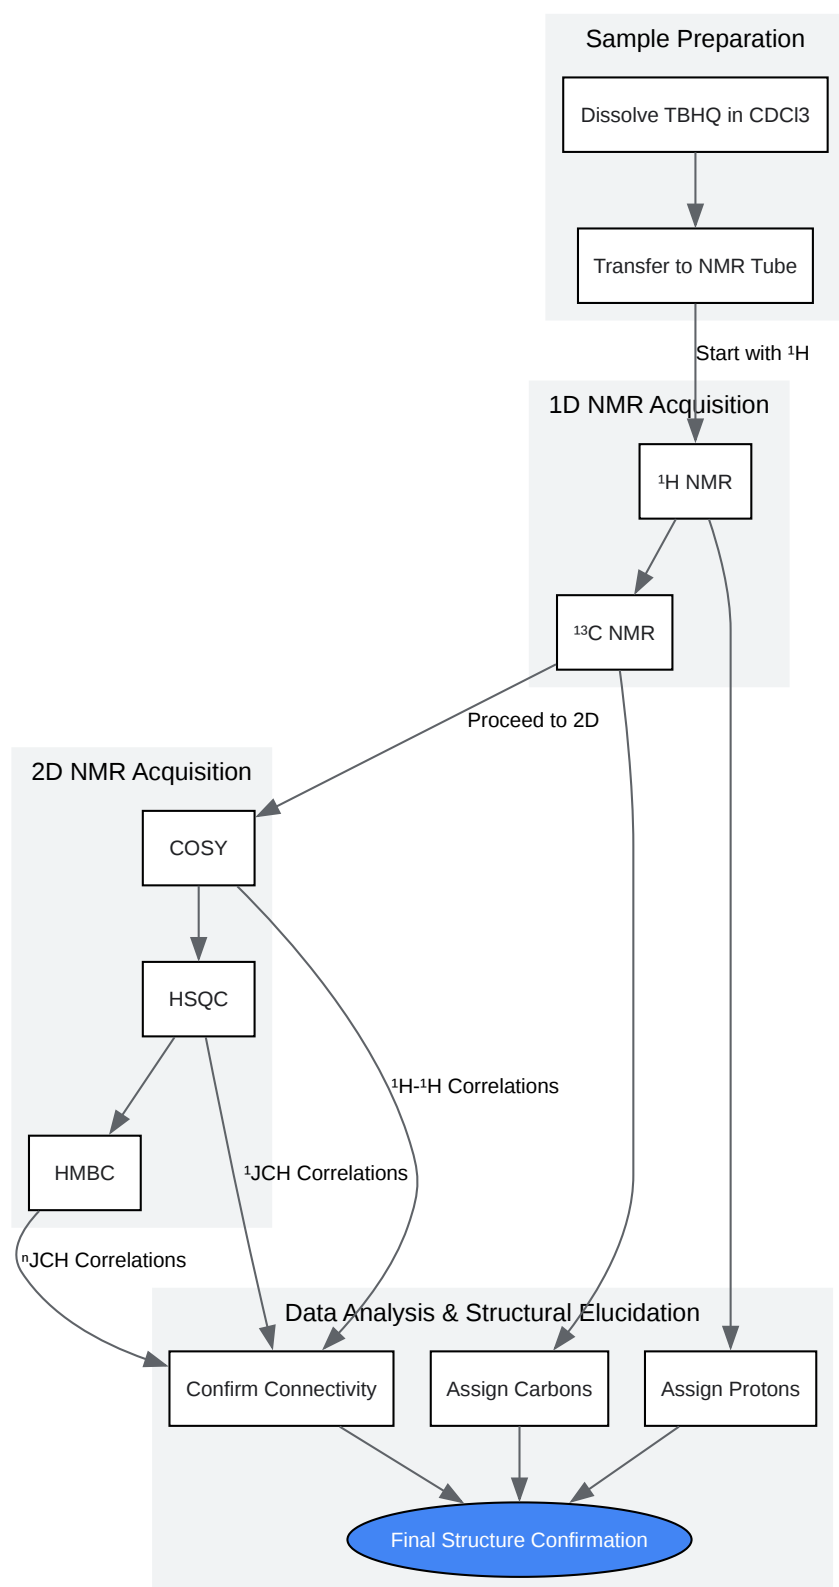 Sample Preparation
Dissolve TBHQ in CDCl3
Transfer to NMR Tube
Start with ¹H
1D NMR Acquisition
¹H NMR
¹³C NMR
Proceed to 2D
2D NMR Acquisition
COSY
HSQC
¹H-¹H Correlations
HMBC
¹JCH Correlations
ⁿJCH Correlations
Data Analysis & Structural Elucidation
Confirm Connectivity
Assign Carbons
Assign Protons
Final Structure Confirmation